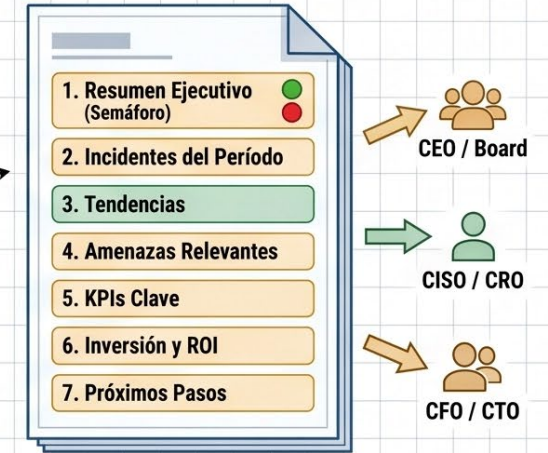 1. Resumen Ejecutivo
(Semáforo)
2. Incidentes del Período
3. Tendencias
4. Amenazas Relevantes
5. KPIs Clave
6. Inversión y ROI
7. Próximos Pasos
CEO / Board
CISO / CRO
CFO / CTO